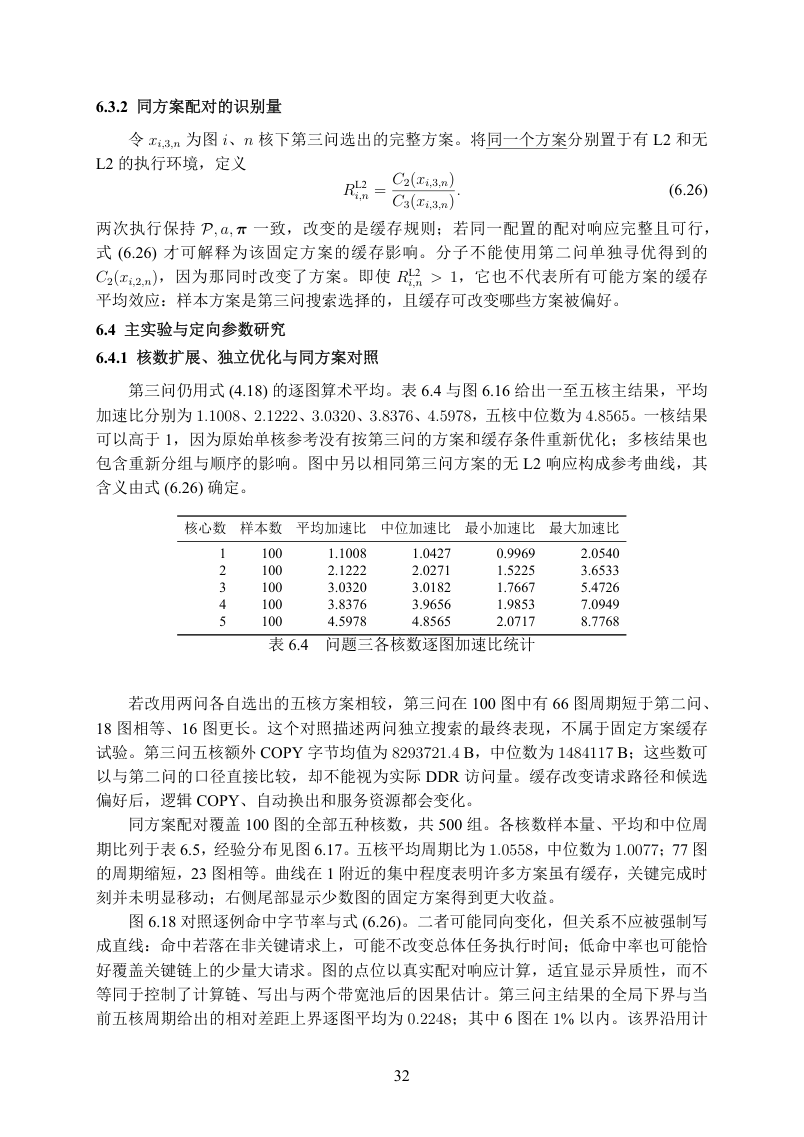 6.3.2 同方案配对的识别量
令 x_{i,3,n} 为图 i、n 核下第三问选出的完整方案。将同一个方案分别置于有 L2 和无
L2 的执行环境，定义
R^{L2}_{i,n} = C_2(x_{i,3,n}) / C_3(x_{i,3,n}). (6.26)
两次执行保持 𝒫, a, π 一致，改变的是缓存规则；若同一配置的配对响应完整且可行，
式 (6.26) 才可解释为该固定方案的缓存影响。分子不能使用第二问单独寻优得到的
C_2(x_{i,2,n})，因为那同时改变了方案。即使 R^{L2}_{i,n} > 1，它也不代表所有可能方案的缓存
平均效应：样本方案是第三问搜索选择的，且缓存可改变哪些方案被偏好。
6.4 主实验与定向参数研究
6.4.1 核数扩展、独立优化与同方案对照
第三问仍用式 (4.18) 的逐图算术平均。表 6.4 与图 6.16 给出一至五核主结果，平均
加速比分别为 1.1008、2.1222、3.0320、3.8376、4.5978，五核中位数为 4.8565。一核结果
可以高于 1，因为原始单核参考没有按第三问的方案和缓存条件重新优化；多核结果也
包含重新分组与顺序的影响。图中另以相同第三问方案的无 L2 响应构成参考曲线，其
含义由式 (6.26) 确定。
核心数 样本数 平均加速比 中位加速比 最小加速比 最大加速比
1 100 1.1008 1.0427 0.9969 2.0540
2 100 2.1222 2.0271 1.5225 3.6533
3 100 3.0320 3.0182 1.7667 5.4726
4 100 3.8376 3.9656 1.9853 7.0949
5 100 4.5978 4.8565 2.0717 8.7768
表 6.4 问题三各核数逐图加速比统计
若改用两问各自选出的五核方案相较，第三问在 100 图中有 66 图周期短于第二问、
18 图相等、16 图更长。这个对照描述两问独立搜索的最终表现，不属于固定方案缓存
试验。第三问五核额外 COPY 字节均值为 8293721.4 B，中位数为 1484117 B；这些数可
以与第二问的口径直接比较，却不能视为实际 DDR 访问量。缓存改变请求路径和候选
偏好后，逻辑 COPY、自动换出和服务资源都会变化。
同方案配对覆盖 100 图的全部五种核数，共 500 组。各核数样本量、平均和中位周
期比列于表 6.5，经验分布见图 6.17。五核平均周期比为 1.0558，中位数为 1.0077；77 图
的周期缩短，23 图相等。曲线在 1 附近的集中程度表明许多方案虽有缓存，关键完成时
刻并未明显移动；右侧尾部显示少数图的固定方案得到更大收益。
图 6.18 对照逐例命中字节率与式 (6.26)。二者可能同向变化，但关系不应被强制写
成直线：命中若落在非关键请求上，可能不改变总体任务执行时间；低命中率也可能恰
好覆盖关键链上的少量大请求。图的点位以真实配对响应计算，适宜显示异质性，而不
等同于控制了计算链、写出与两个带宽池后的因果估计。第三问主结果的全局下界与当
前五核周期给出的相对差距上界逐图平均为 0.2248；其中 6 图在 1% 以内。该界沿用计
32